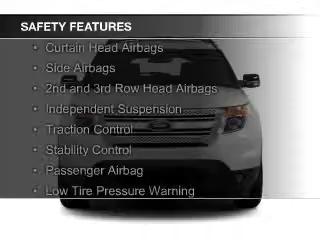 SAFETY FEATURES
• Curtain Head Airbags
• Side Airbags
• 2nd and 3rd Row Head Airbags
• Independent Suspension
• Traction Control
• Stability Control
• Passenger Airbag
• Low Tire Pressure Warning